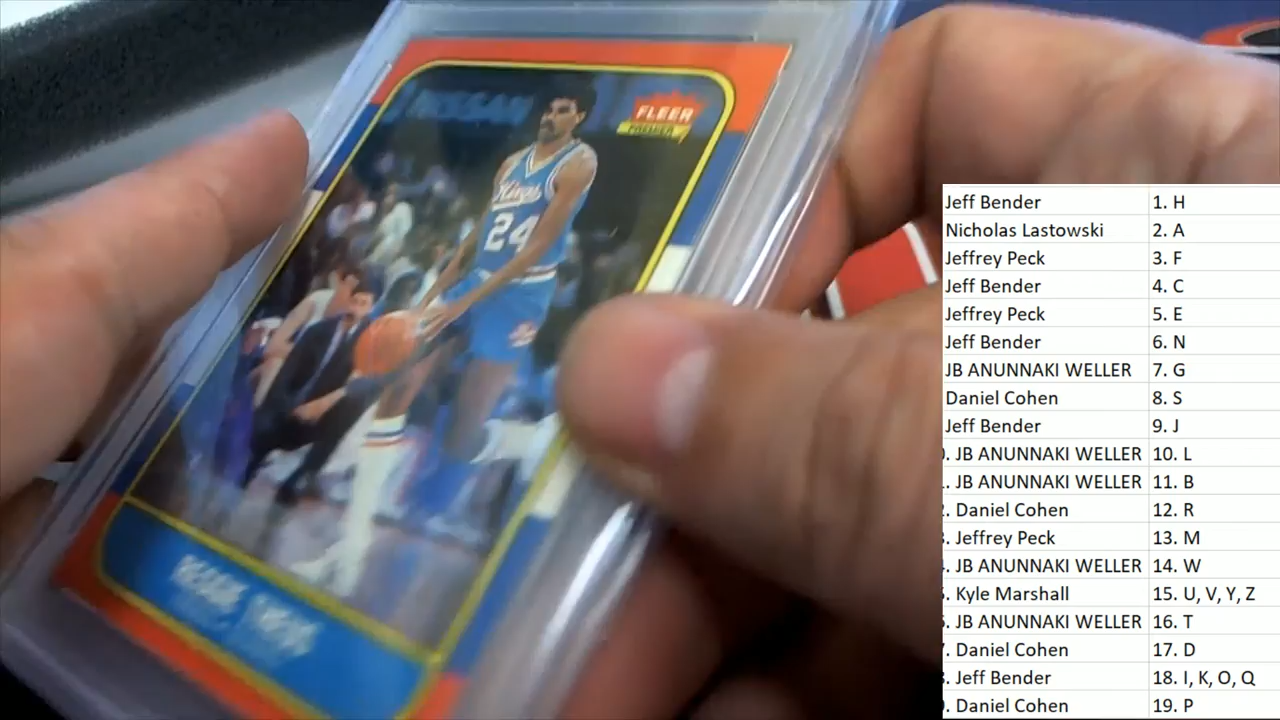 NISSAN
FLEER
PREMIER
Kings
24
REGGIE THEUS
Jeff Bender 1. H
Nicholas Lastowski 2. A
Jeffrey Peck 3. F
Jeff Bender 4. C
Jeffrey Peck 5. E
Jeff Bender 6. N
JB ANUNNAKI WELLER 7. G
Daniel Cohen 8. S
Jeff Bender 9. J
. JB ANUNNAKI WELLER 10. L
. JB ANUNNAKI WELLER 11. B
. Daniel Cohen 12. R
. Jeffrey Peck 13. M
. JB ANUNNAKI WELLER 14. W
. Kyle Marshall 15. U, V, Y, Z
. JB ANUNNAKI WELLER 16. T
. Daniel Cohen 17. D
. Jeff Bender 18. I, K, O, Q
. Daniel Cohen 19. P